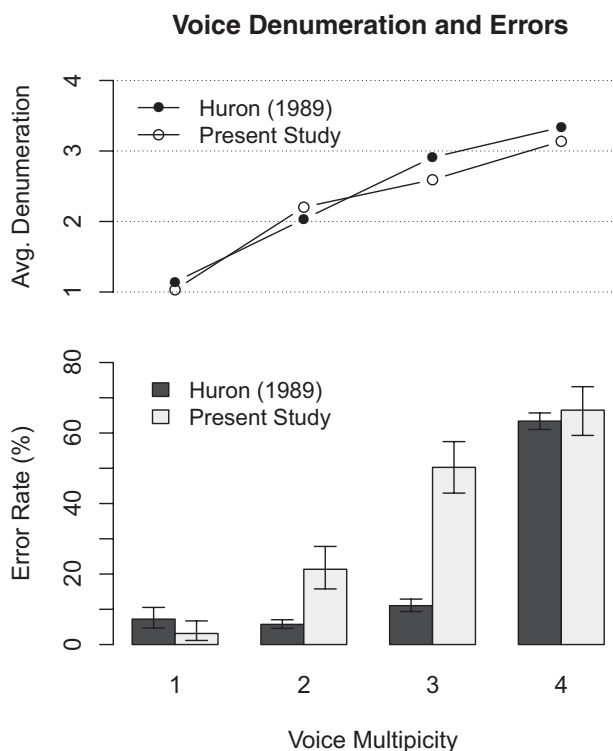 Voice Denumeration and Errors
Avg. Denumeration
4
3
2
1
Huron (1989)
Present Study
Error Rate (%)
80
60
40
20
0
Huron (1989)
Present Study
1 2 3 4
Voice Multipicity